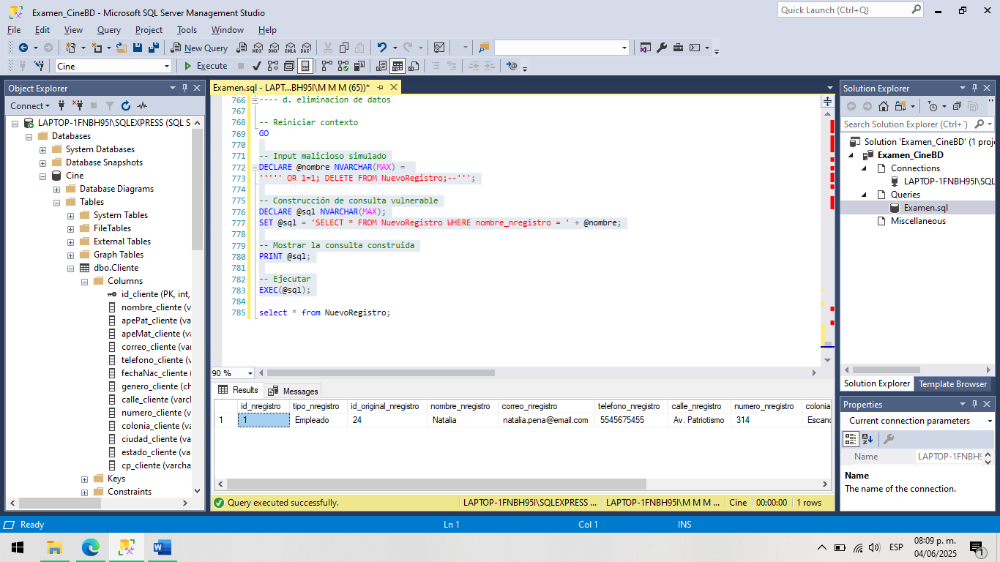 Examen_CineBD - Microsoft SQL Server Management Studio
Quick Launch (Ctrl+Q)
File Edit View Query Project Tools Window Help
New Query MDX DMX XMLA DAX
Cine Execute
Object Explorer
Connect
LAPTOP-1FNBH95I\SQLEXPRESS (SQL S
Databases
System Databases
Database Snapshots
Cine
Database Diagrams
Tables
System Tables
FileTables
External Tables
Graph Tables
dbo.Cliente
Columns
id_cliente (PK, int,
nombre_cliente (v
apePat_cliente (var
apeMat_cliente (va
correo_cliente (var
telefono_cliente (v
fechaNac_cliente (
genero_cliente (ch
calle_cliente (varch
numero_cliente (v
colonia_cliente (va
ciudad_cliente (va
estado_cliente (va
cp_cliente (varcha
Keys
Constraints
Examen.sql - LAPT...BH95I\M M M (65))*
766 ---- d. eliminacion de datos
767
768 -- Reiniciar contexto
769 GO
770
771 -- Input malicioso simulado
772 DECLARE @nombre NVARCHAR(MAX) =
773 ''''' OR 1=1; DELETE FROM NuevoRegistro;--''';
774
775 -- Construcción de consulta vulnerable
776 DECLARE @sql NVARCHAR(MAX);
777 SET @sql = 'SELECT * FROM NuevoRegistro WHERE nombre_nregistro = ' + @nombre;
778
779 -- Mostrar la consulta construida
780 PRINT @sql;
781
782 -- Ejecutar
783 EXEC(@sql);
784
785 select * from NuevoRegistro;
90 %
Results Messages
id_nregistro tipo_nregistro id_original_nregistro nombre_nregistro correo_nregistro telefono_nregistro calle_nregistro numero_nregistro colonia
1 1 Empleado 24 Natalia natalia.pena@email.com 5545675455 Av. Patriotismo 314 Escan
Query executed successfully. LAPTOP-1FNBH95I\SQLEXPRESS ... LAPTOP-1FNBH95I\M M M ... Cine 00:00:00 1 rows
Solution Explorer
Search Solution Explorer (Ctrl+´)
Solution 'Examen_CineBD' (1 proj
Examen_CineBD
Connections
LAPTOP-1FNBH95I\SQL
Queries
Examen.sql
Miscellaneous
Solution Explorer Template Browser
Properties
Current connection parameters
Name LAPTOP-1FNBH9
Name
The name of the connection.
Ready Ln 1 Col 1 INS
ESP
08:09 p. m.
04/06/2025
1